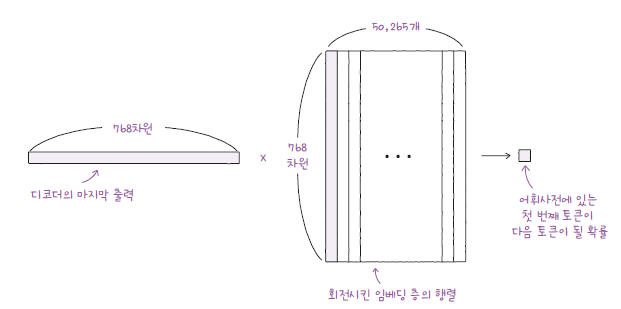 50,265개
768차원
디코더의 마지막 출력
x
768
차원
...
회전시킨 임베딩 층의 행렬
어휘사전에 있는
첫 번째 토큰이
다음 토큰이 될 확률